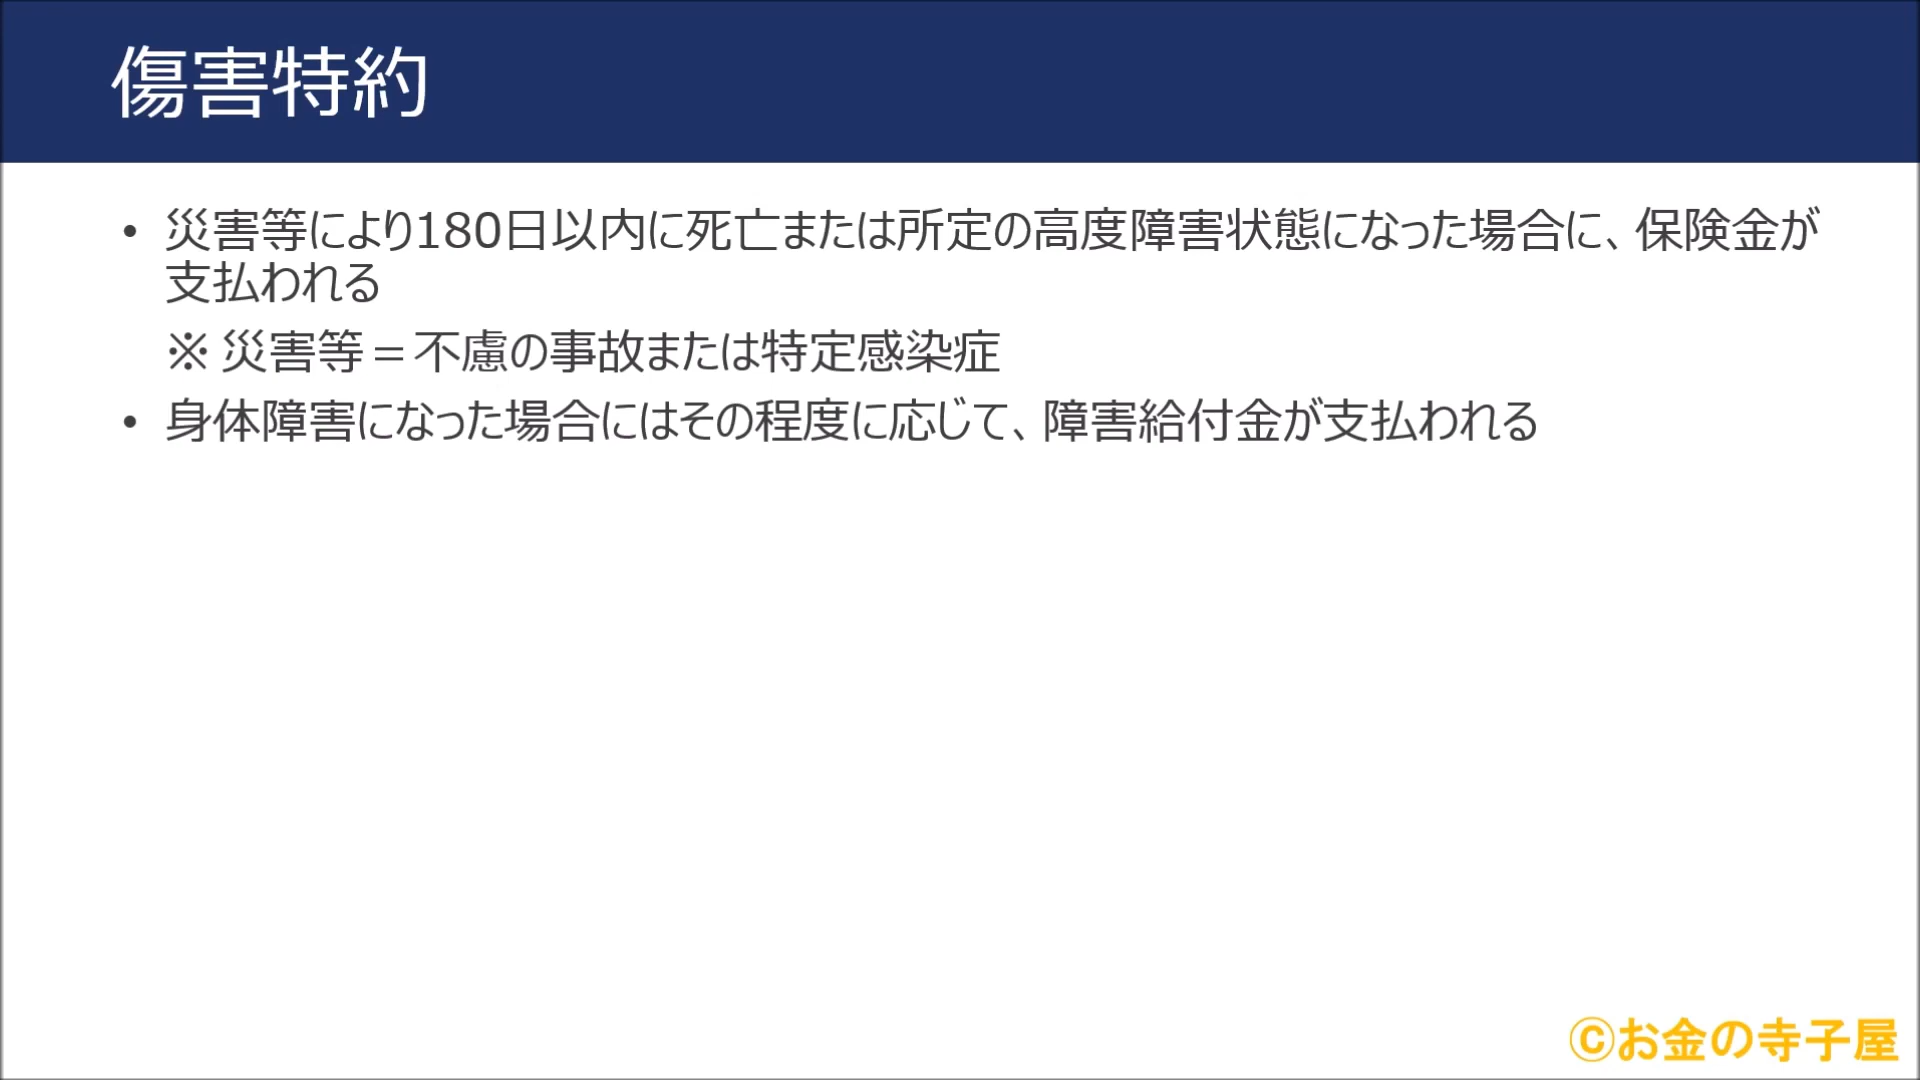 傷害特約
• 災害等により180日以内に死亡または所定の高度障害状態になった場合に、保険金が
支払われる
※ 災害等＝不慮の事故または特定感染症
• 身体障害になった場合にはその程度に応じて、障害給付金が支払われる
©お金の寺子屋